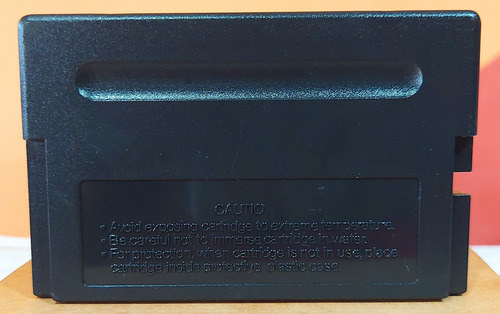 CAUTIO
• Avoid exposing cartridge to extreme temperature.
• Be careful not to immerse cartridge in water.
• For protection, when cartridge is not in use, place
cartridge inside protective plastic case.